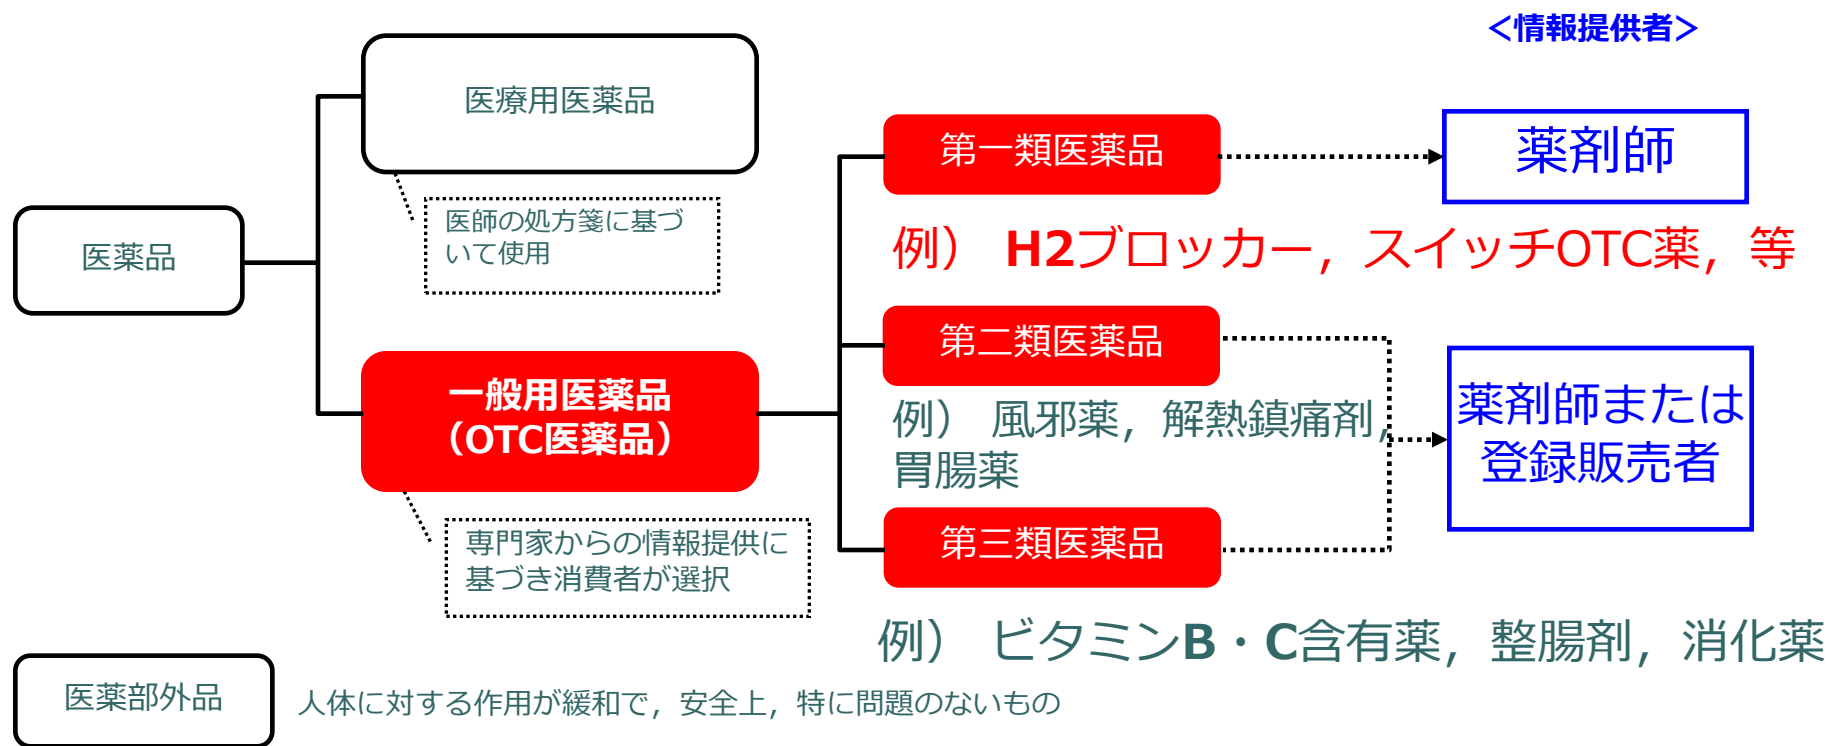 ＜情報提供者＞
医療用医薬品
第一類医薬品
薬剤師
医師の処方箋に基づ
いて使用
医薬品
例） H2ブロッカー，スイッチOTC薬，等
第二類医薬品
一般用医薬品
（OTC医薬品）
例） 風邪薬，解熱鎮痛剤，
胃腸薬
薬剤師または
登録販売者
第三類医薬品
専門家からの情報提供に
基づき消費者が選択
例） ビタミンB・C含有薬，整腸剤，消化薬
医薬部外品
人体に対する作用が緩和で，安全上，特に問題のないもの